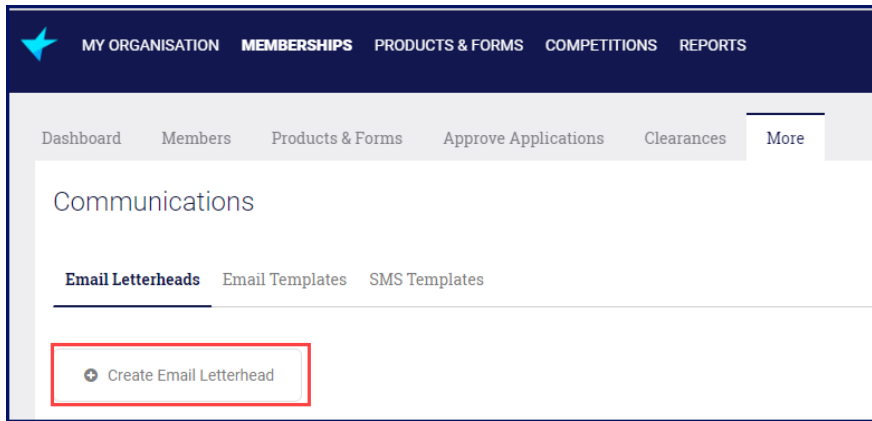 MY ORGANISATION MEMBERSHIPS PRODUCTS & FORMS COMPETITIONS REPORTS
Dashboard Members Products & Forms Approve Applications Clearances More
Communications
Email Letterheads Email Templates SMS Templates
Create Email Letterhead